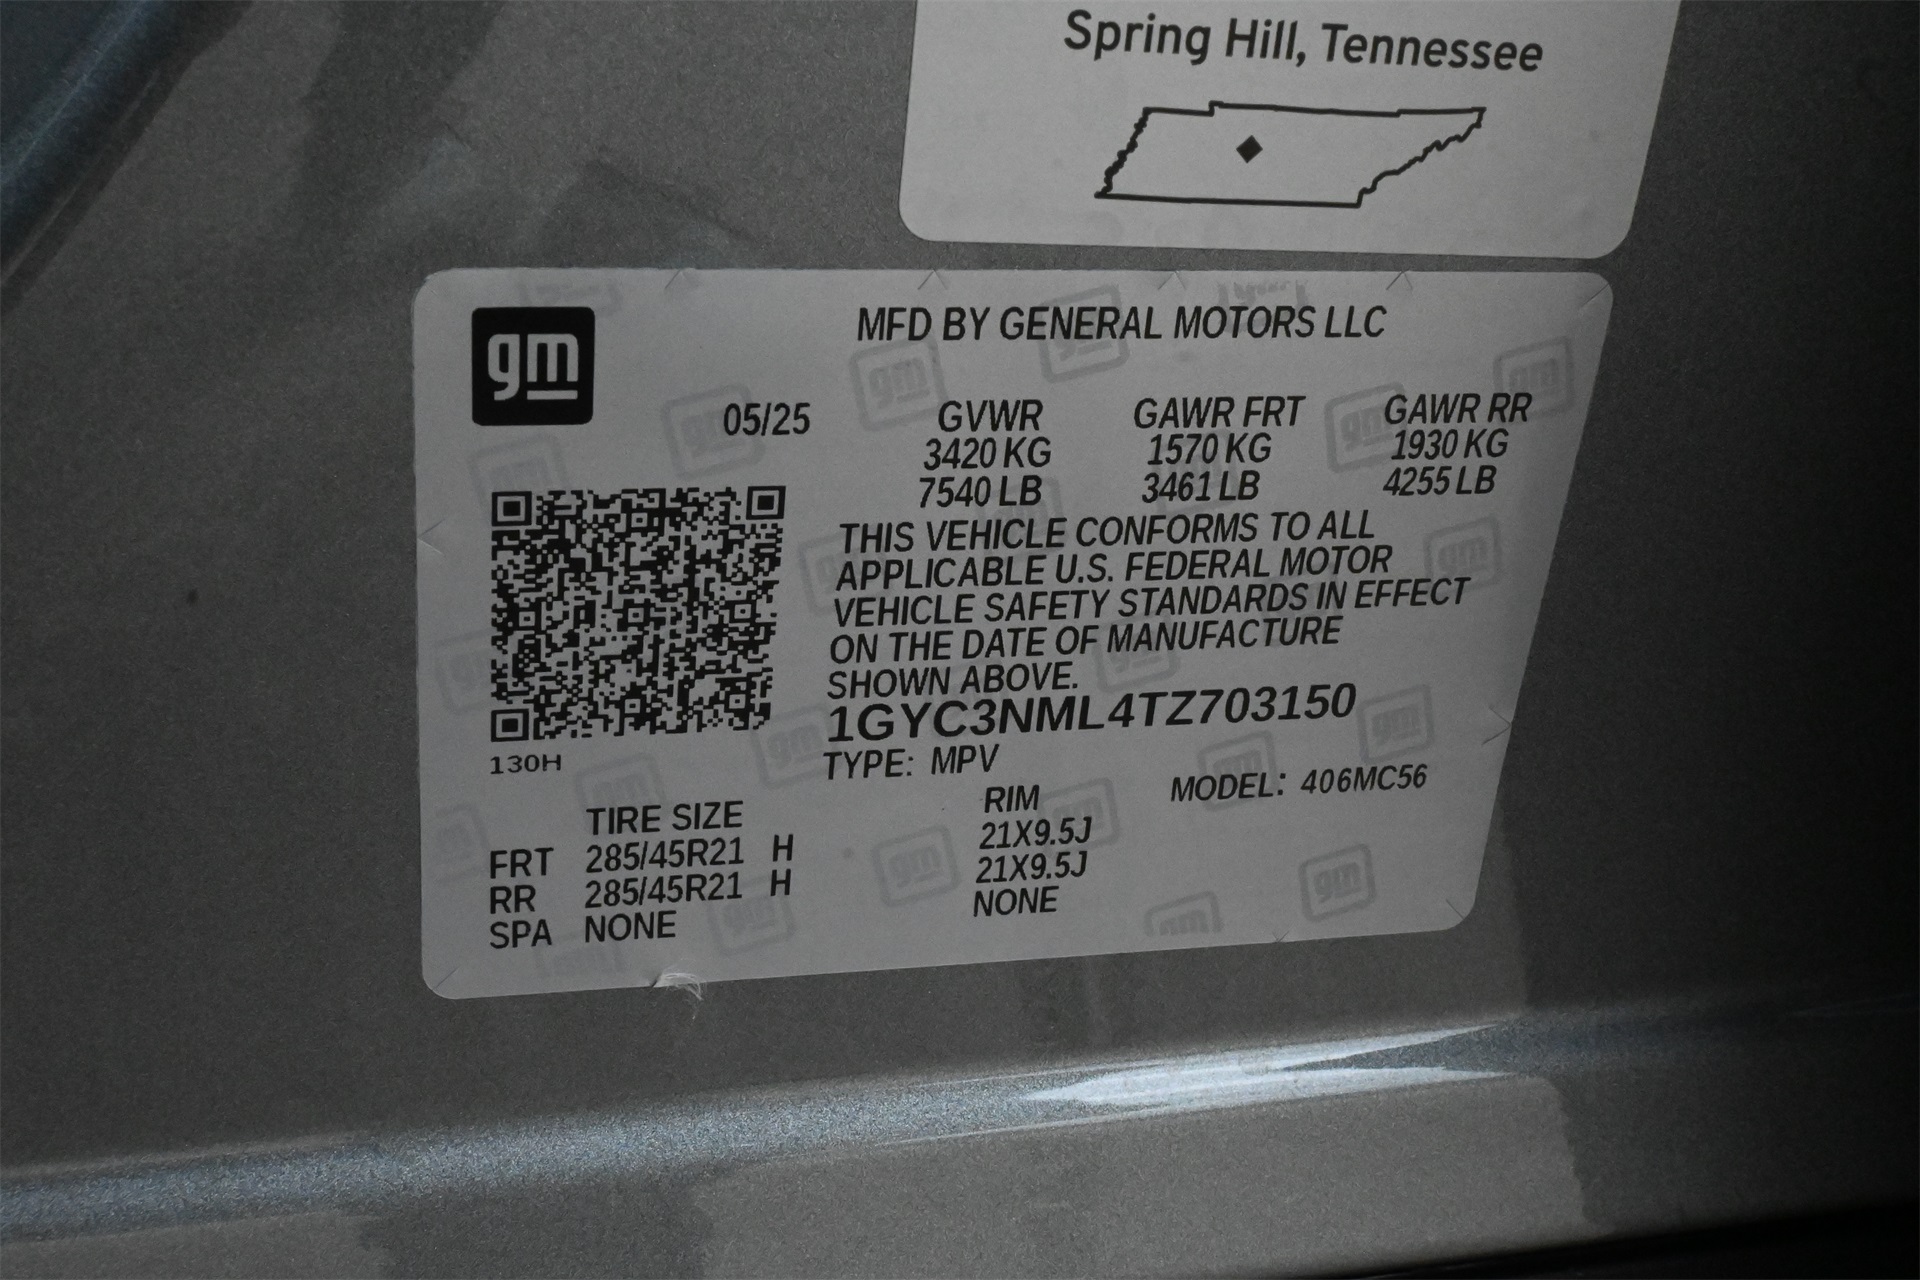 Spring Hill, Tennessee
gm
MFD BY GENERAL MOTORS LLC
05/25 GVWR GAWR FRT GAWR RR
3420 KG 1570 KG 1930 KG
7540 LB 3461 LB 4255 LB
THIS VEHICLE CONFORMS TO ALL
APPLICABLE U.S. FEDERAL MOTOR
VEHICLE SAFETY STANDARDS IN EFFECT
ON THE DATE OF MANUFACTURE
SHOWN ABOVE.
1GYC3NML4TZ703150
130H
TYPE: MPV
MODEL: 406MC56
TIRE SIZE RIM
FRT 285/45R21 H 21X9.5J
RR 285/45R21 H 21X9.5J
SPA NONE NONE